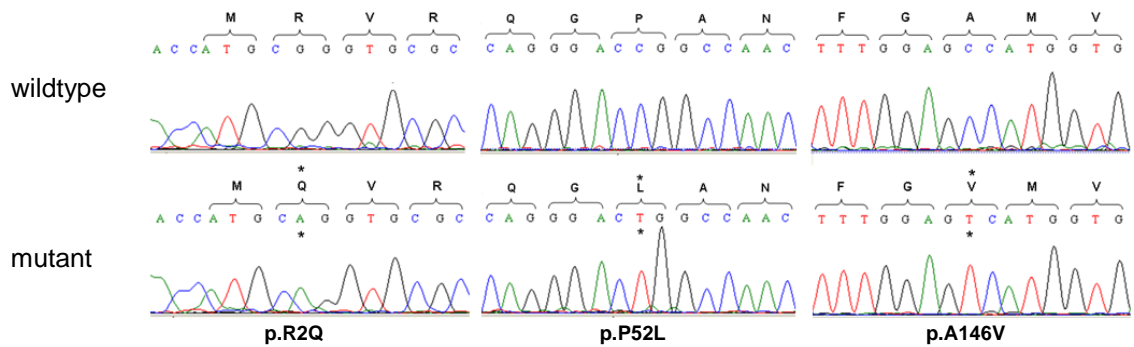 M R V R Q G P A N F G A M V
A C C A T G C G G G T G C G C C A G G G A C C G G C C A A C T T T G G A G C C A T G G T G
wildtype
* * *
M Q V R Q G L A N F G V M V
A C C A T G C A G G T G C G C C A G G G A C T G G C C A A C T T T G G A G T C A T G G T G
* * *
mutant
p.R2Q p.P52L p.A146V